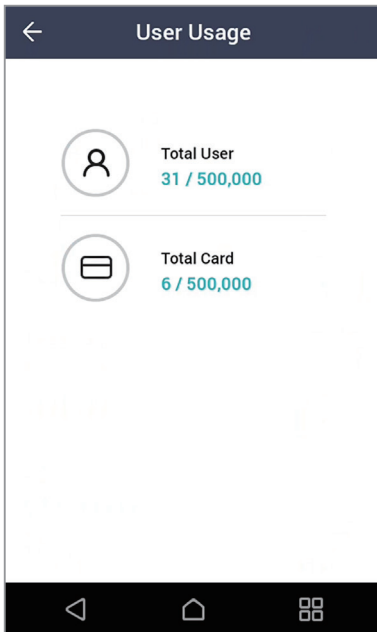 User Usage
Total User
31 / 500,000
Total Card
6 / 500,000